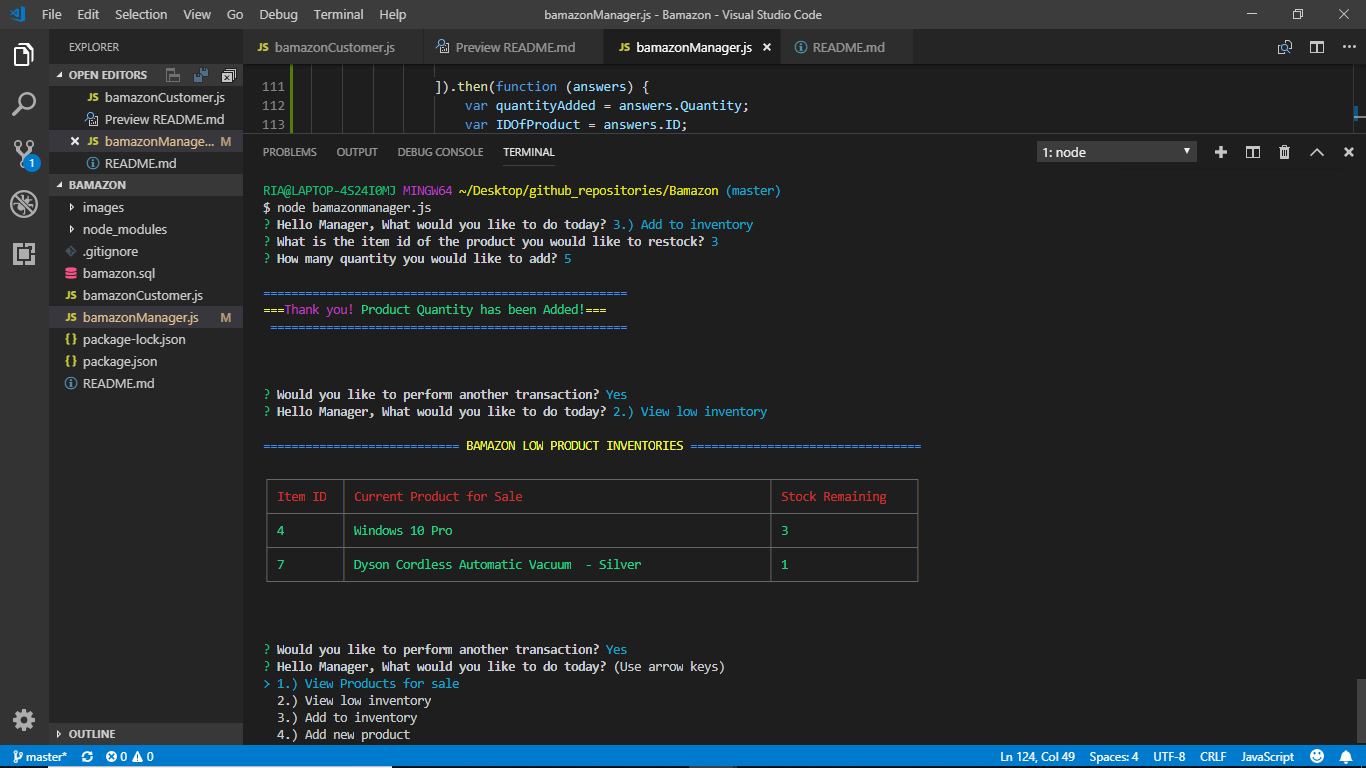 File Edit Selection View Go Debug Terminal Help bamazonManager.js - Bamazon - Visual Studio Code
EXPLORER
JS bamazonCustomer.js Preview README.md JS bamazonManager.js README.md
OPEN EDITORS
JS bamazonCustomer.js
Preview README.md
JS bamazonManage... M
README.md
BAMAZON
images
node_modules
.gitignore
bamazon.sql
JS bamazonCustomer.js
JS bamazonManager.js M
{} package-lock.json
{} package.json
README.md
OUTLINE
1
111 ]).then(function (answers) {
112 var quantityAdded = answers.Quantity;
113 var IDOfProduct = answers.ID;
PROBLEMS OUTPUT DEBUG CONSOLE TERMINAL 1: node
RIA@LAPTOP-4S24I0MJ MINGW64 ~/Desktop/github_repositories/Bamazon (master)
$ node bamazonmanager.js
? Hello Manager, What would you like to do today? 3.) Add to inventory
? What is the item id of the product you would like to restock? 3
? How many quantity you would like to add? 5
====================================================
===Thank you! Product Quantity has been Added!===
===================================================
? Would you like to perform another transaction? Yes
? Hello Manager, What would you like to do today? 2.) View low inventory
============================ BAMAZON LOW PRODUCT INVENTORIES =================================
Item ID Current Product for Sale Stock Remaining
4 Windows 10 Pro 3
7 Dyson Cordless Automatic Vacuum  - Silver 1
? Would you like to perform another transaction? Yes
? Hello Manager, What would you like to do today? (Use arrow keys)
> 1.) View Products for sale
2.) View low inventory
3.) Add to inventory
4.) Add new product
master* 0 0 Ln 124, Col 49 Spaces: 4 UTF-8 CRLF JavaScript